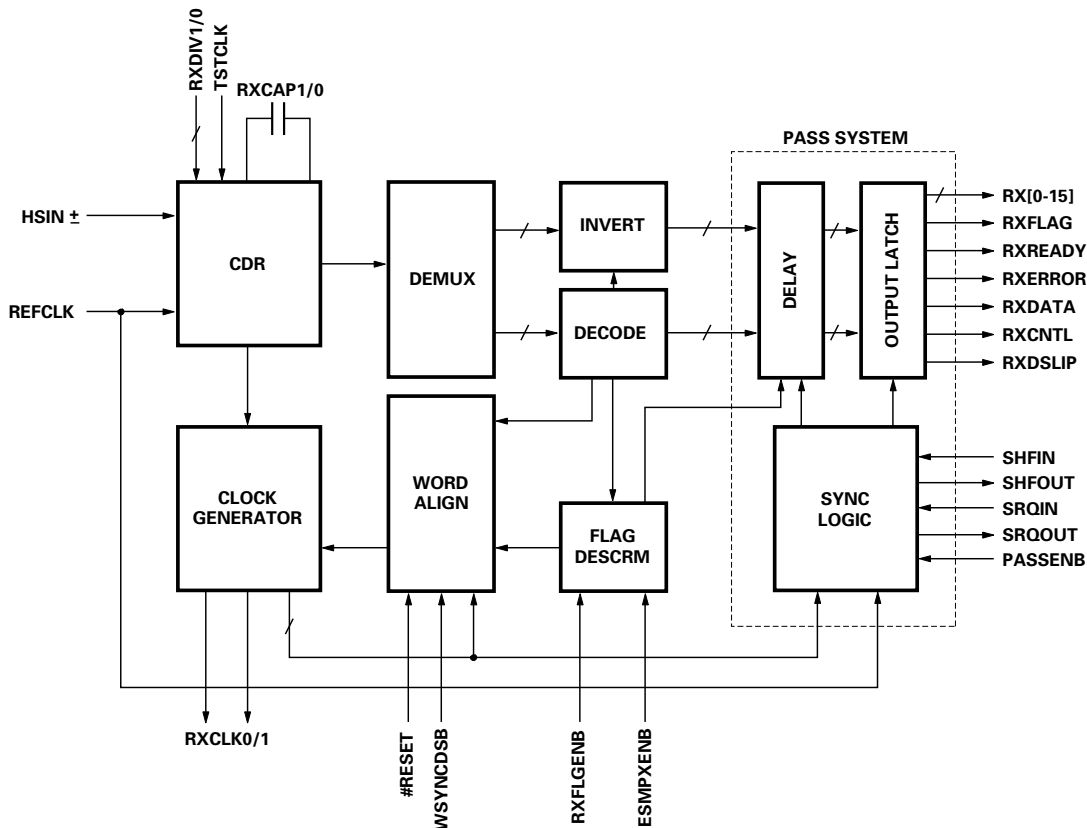 RXDIV1/0
TSTCLK
RXCAP1/0
PASS SYSTEM
HSIN ±
REFCLK
CDR
DEMUX
INVERT
DECODE
DELAY
OUTPUT LATCH
RX[0-15]
RXFLAG
RXREADY
RXERROR
RXDATA
RXCNTL
RXDSLIP
CLOCK
GENERATOR
WORD
ALIGN
FLAG
DESCRM
SYNC
LOGIC
SHFIN
SHFOUT
SRQIN
SRQOUT
PASSENB
RXCLK0/1
#RESET
WSYNCDSB
RXFLGENB
ESMPXENB